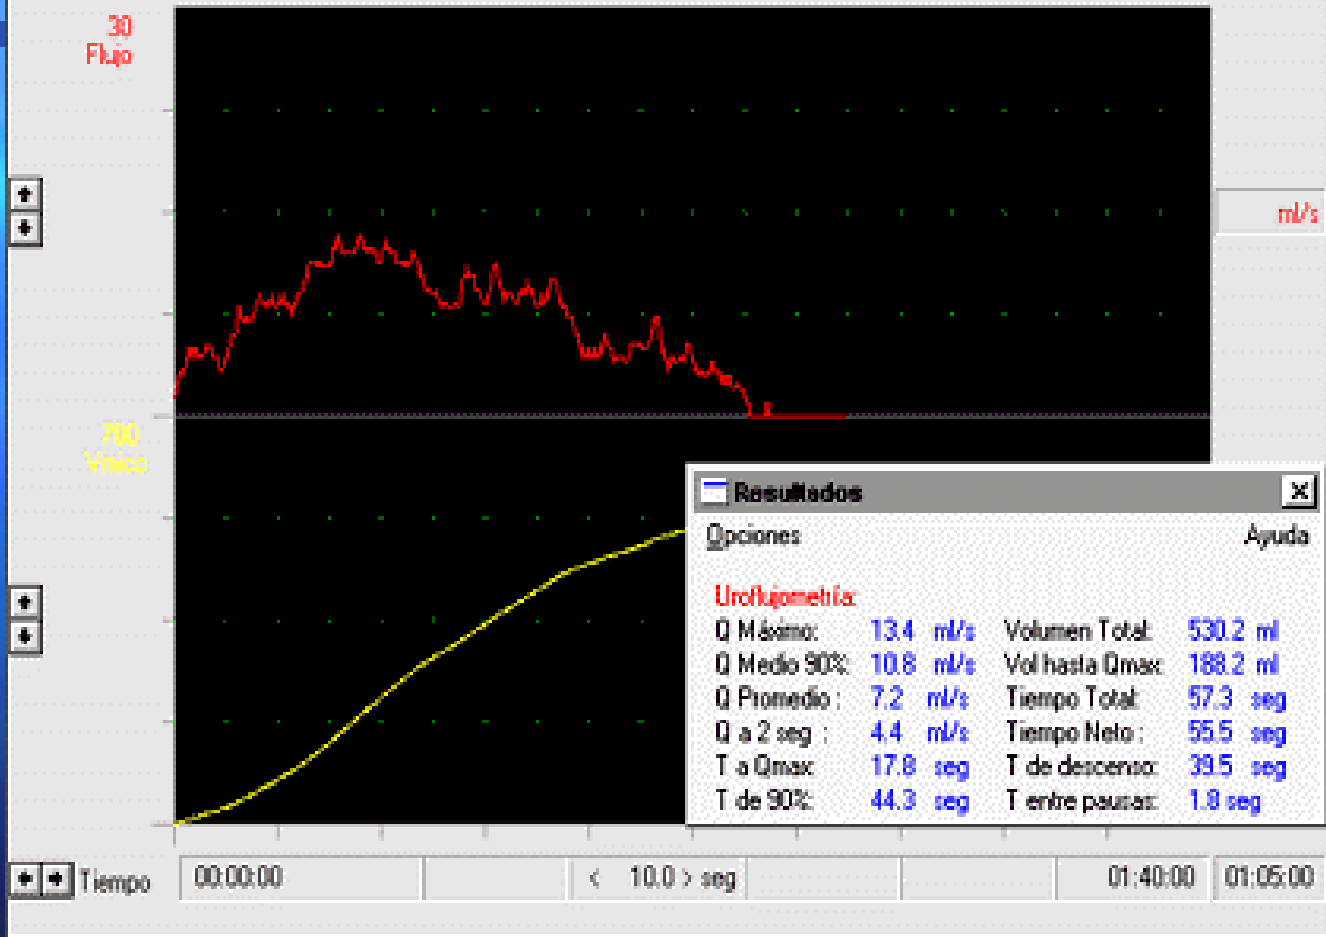 30
Flujo
ml/s
700
Vmicc
Resultados
Opciones Ayuda
Uroflujometría:
Q Máximo: 13.4 ml/s Volumen Total: 530.2 ml
Q Medio 90%: 10.8 ml/s Vol hasta Qmax: 188.2 ml
Q Promedio : 7.2 ml/s Tiempo Total: 57.3 seg
Q a 2 seg : 4.4 ml/s Tiempo Neto : 55.5 seg
T a Qmax: 17.8 seg T de descenso: 39.5 seg
T de 90%: 44.3 seg T entre pausas: 1.8 seg
Tiempo 00:00:00 < 10.0 > seg 01:40:00 01:05:00